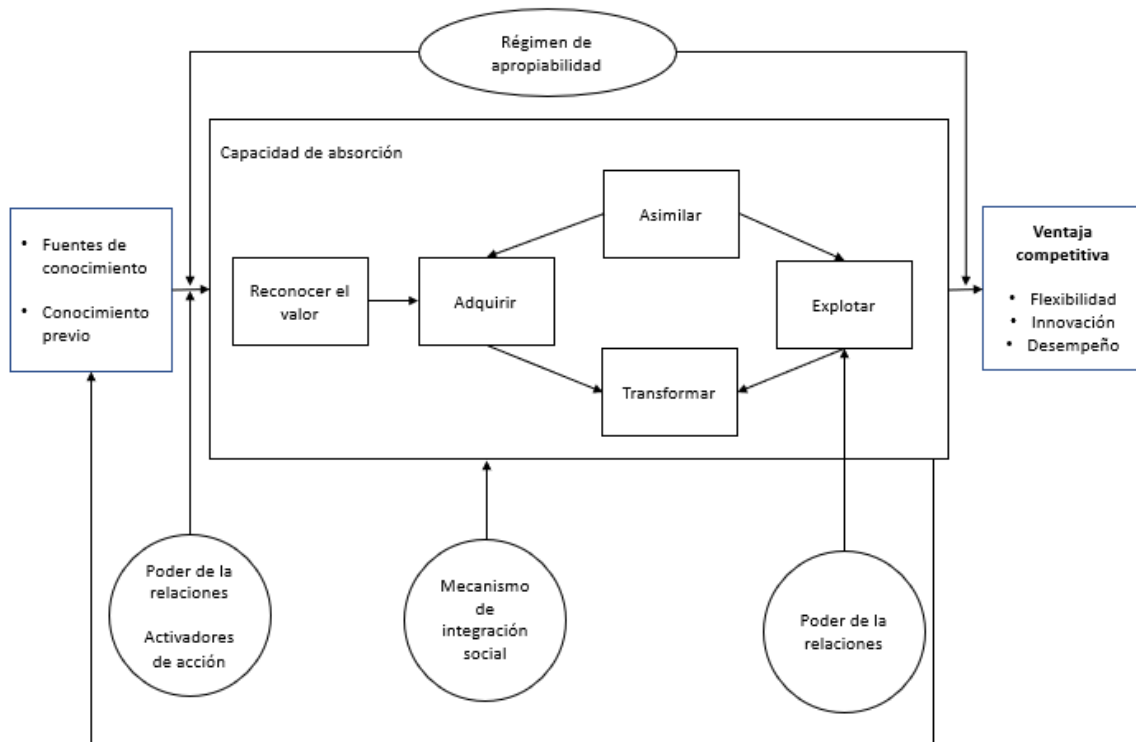 Régimen de
apropiabilidad
Capacidad de absorción
• Fuentes de
conocimiento
• Conocimiento
previo
Reconocer el
valor
Adquirir
Asimilar
Transformar
Explotar
Ventaja
competitiva
• Flexibilidad
• Innovación
• Desempeño
Poder de la
relaciones
Activadores
de acción
Mecanismo
de
integración
social
Poder de la
relaciones